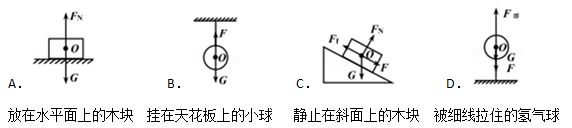 F_N
O
G
A.
放在水平面上的木块
F
O
G
B.
挂在天花板上的小球
F_f
F_N
O
G
F
C.
静止在斜面上的木块
F_浮
O
G
F
D.
被细线拉住的氢气球